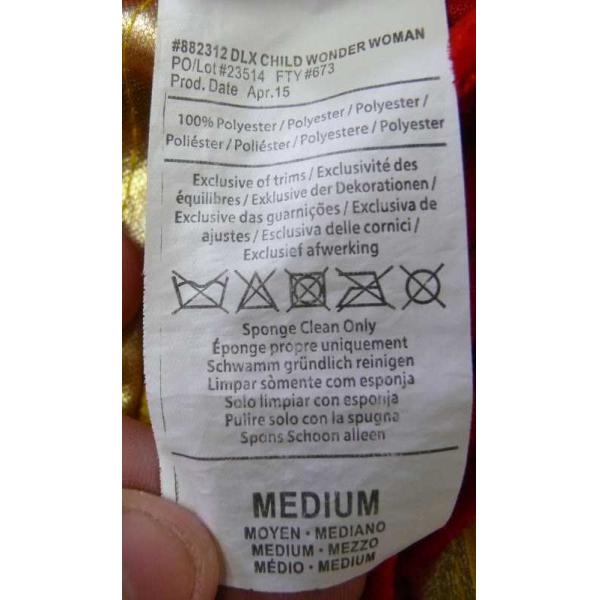 #882312 DLX CHILD WONDER WOMAN
PO/Lot#23514 FTY#673
Prod. Date Apr.15
100% Polyester / Polyester / Polyester /
Poliéster / Poliéster / Polyestere / Polyester
Exclusive of trims / Exclusivité des
équilibres / Exklusive der Dekorationen /
Exclusive das guarnições / Exclusiva de
ajustes / Esclusiva delle cornici /
Exclusief afwerking
Sponge Clean Only
Éponge propre uniquement
Schwamm gründlich reinigen
Limpar sòmente com esponja
Solo limpiar con esponja
Pulire solo con la spugna
Spons Schoon alleen
MEDIUM
MOYEN · MEDIANO
MEDIUM · MEZZO
MÉDIO · MEDIUM